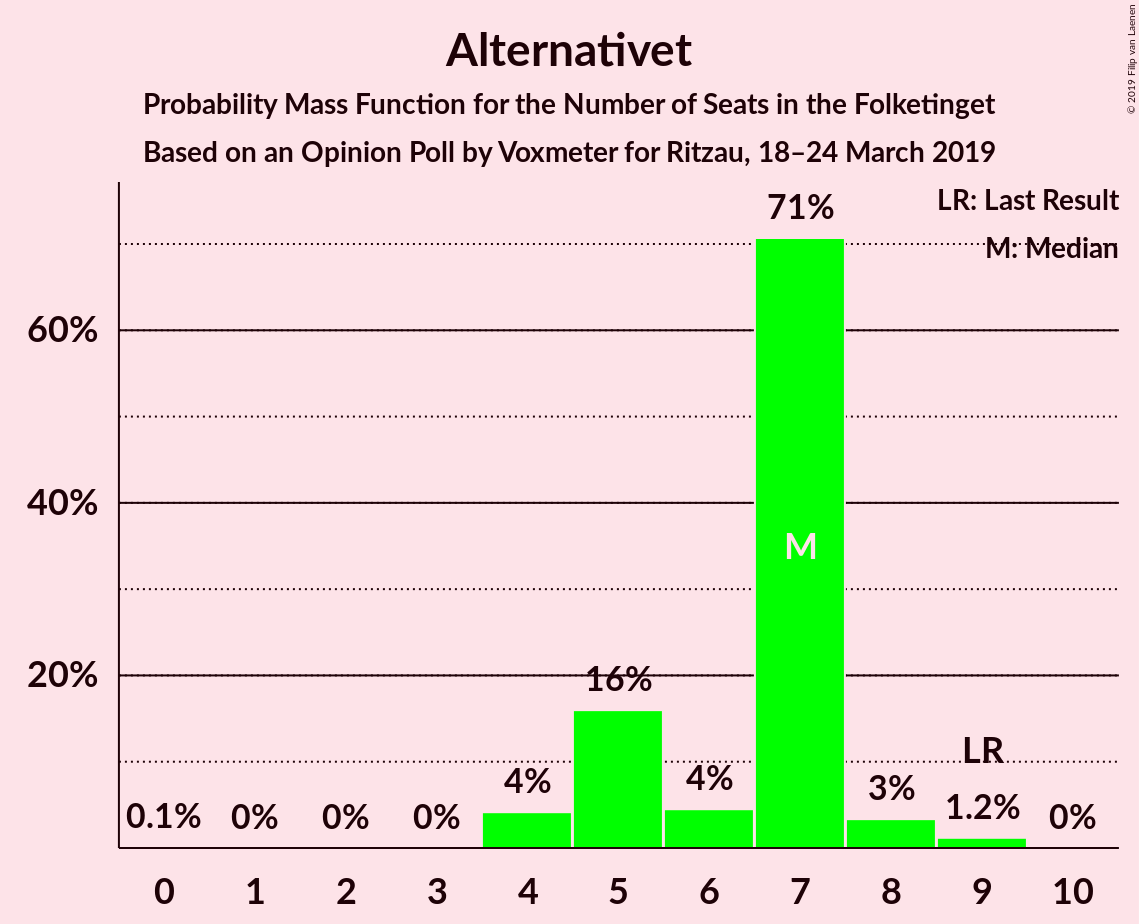 © 2019 Filip van Laenen
Alternativet
Probability Mass Function for the Number of Seats in the Folketinget
Based on an Opinion Poll by Voxmeter for Ritzau, 18–24 March 2019
LR: Last Result
M: Median
71%
60%
40%
M
20%
16%
LR
4%
4%
3%
1.2%
0.1%
0%
0%
0%
0%
0 1 2 3 4 5 6 7 8 9 10